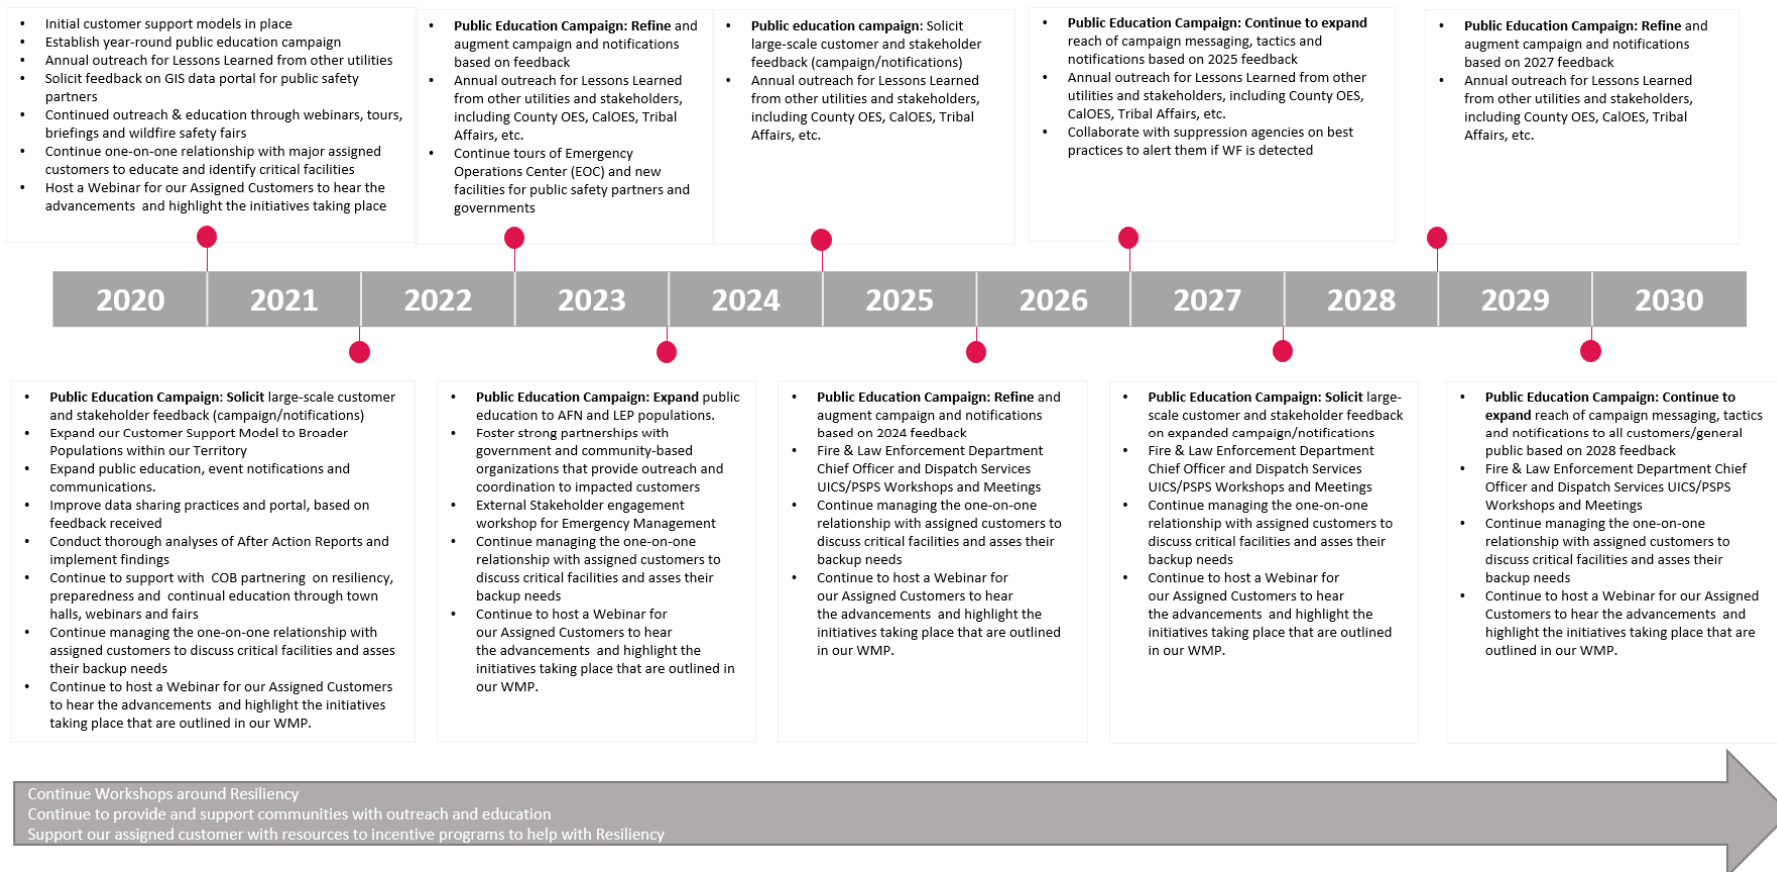 • Initial customer support models in place
• Establish year-round public education campaign
• Annual outreach for Lessons Learned from other utilities
• Solicit feedback on GIS data portal for public safety
partners
• Continued outreach & education through webinars, tours,
briefings and wildfire safety fairs
• Continue one-on-one relationship with major assigned
customers to educate and identify critical facilities
• Host a Webinar for our Assigned Customers to hear the
advancements and highlight the initiatives taking place
• Public Education Campaign: Refine and
augment campaign and notifications
based on feedback
• Annual outreach for Lessons Learned
from other utilities and stakeholders,
including County OES, CalOES, Tribal
Affairs, etc.
• Continue tours of Emergency
Operations Center (EOC) and new
facilities for public safety partners and
governments
• Public education campaign: Solicit
large-scale customer and stakeholder
feedback (campaign/notifications)
• Annual outreach for Lessons Learned
from other utilities and stakeholders,
including County OES, CalOES, Tribal
Affairs, etc.
• Public Education Campaign: Continue to expand
reach of campaign messaging, tactics and
notifications based on 2025 feedback
• Annual outreach for Lessons Learned from other
utilities and stakeholders, including County OES,
CalOES, Tribal Affairs, etc.
• Collaborate with suppression agencies on best
practices to alert them if WF is detected
• Public Education Campaign: Refine and
augment campaign and notifications
based on 2027 feedback
• Annual outreach for Lessons Learned
from other utilities and stakeholders,
including County OES, CalOES, Tribal
Affairs, etc.
2020 2021 2022 2023 2024 2025 2026 2027 2028 2029 2030
• Public Education Campaign: Solicit large-scale customer
and stakeholder feedback (campaign/notifications)
• Expand our Customer Support Model to Broader
Populations within our Territory
• Expand public education, event notifications and
communications.
• Improve data sharing practices and portal, based on
feedback received
• Conduct thorough analyses of After Action Reports and
implement findings
• Continue to support with COB partnering on resiliency,
preparedness and continual education through town
halls, webinars and fairs
• Continue managing the one-on-one relationship with
assigned customers to discuss critical facilities and asses
their backup needs
• Continue to host a Webinar for our Assigned Customers
to hear the advancements and highlight the initiatives
taking place that are outlined in our WMP.
• Public Education Campaign: Expand public
education to AFN and LEP populations.
• Foster strong partnerships with
government and community-based
organizations that provide outreach and
coordination to impacted customers
• External Stakeholder engagement
workshop for Emergency Management
• Continue managing the one-on-one
relationship with assigned customers to
discuss critical facilities and asses their
backup needs
• Continue to host a Webinar for
our Assigned Customers to hear
the advancements and highlight the
initiatives taking place that are outlined in
our WMP.
• Public Education Campaign: Refine and
augment campaign and notifications
based on 2024 feedback
• Fire & Law Enforcement Department
Chief Officer and Dispatch Services
UICS/PSPS Workshops and Meetings
• Continue managing the one-on-one
relationship with assigned customers to
discuss critical facilities and asses their
backup needs
• Continue to host a Webinar for
our Assigned Customers to hear
the advancements and highlight the
initiatives taking place that are outlined
in our WMP.
• Public Education Campaign: Solicit large-
scale customer and stakeholder feedback
on expanded campaign/notifications
• Fire & Law Enforcement Department
Chief Officer and Dispatch Services
UICS/PSPS Workshops and Meetings
• Continue managing the one-on-one
relationship with assigned customers to
discuss critical facilities and asses their
backup needs
• Continue to host a Webinar for
our Assigned Customers to hear
the advancements and highlight the
initiatives taking place that are outlined
in our WMP.
• Public Education Campaign: Continue to
expand reach of campaign messaging, tactics
and notifications to all customers/general
public based on 2028 feedback
• Fire & Law Enforcement Department Chief
Officer and Dispatch Services UICS/PSPS
Workshops and Meetings
• Continue managing the one-on-one
relationship with assigned customers to
discuss critical facilities and asses their
backup needs
• Continue to host a Webinar for our Assigned
Customers to hear the advancements and
highlight the initiatives taking place that are
outlined in our WMP.
Continue Workshops around Resiliency
Continue to provide and support communities with outreach and education
Support our assigned customer with resources to incentive programs to help with Resiliency